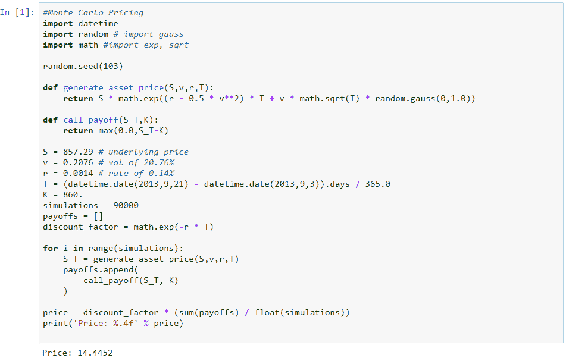 In [1]: #Monte Carlo Pricing
import datetime
import random # import gauss
import math #import exp, sqrt
random.seed(103)
def generate_asset_price(S,v,r,T):
return S * math.exp((r - 0.5 * v**2) * T + v * math.sqrt(T) * random.gauss(0,1.0))
def call_payoff(S_T,K):
return max(0.0,S_T-K)
S = 857.29 # underlying price
v = 0.2076 # vol of 20.76%
r = 0.0014 # rate of 0.14%
T = (datetime.date(2013,9,21) - datetime.date(2013,9,3)).days / 365.0
K = 860.
simulations = 90000
payoffs = []
discount_factor = math.exp(-r * T)
for i in range(simulations):
S_T = generate_asset_price(S,v,r,T)
payoffs.append(
call_payoff(S_T, K)
)
price = discount_factor * (sum(payoffs) / float(simulations))
print('Price: %.4f' % price)
Price: 14.4452